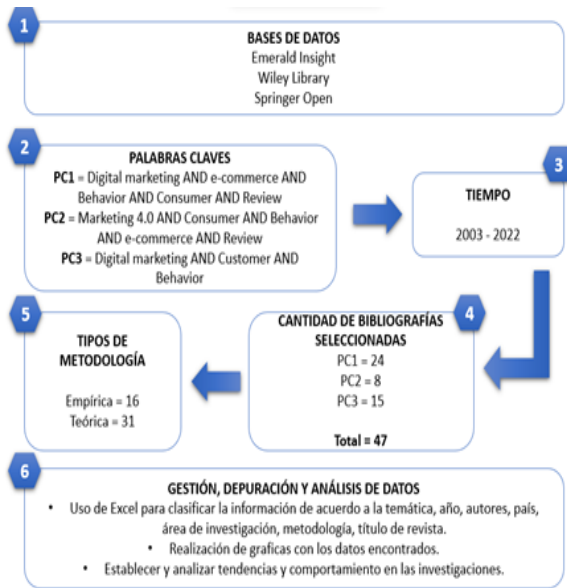 1
BASES DE DATOS
Emerald Insight
Wiley Library
Springer Open
2
PALABRAS CLAVES
PC1 = Digital marketing AND e-commerce AND
Behavior AND Consumer AND Review
PC2 = Marketing 4.0 AND Consumer AND Behavior
AND e-commerce AND Review
PC3 = Digital marketing AND Customer AND
Behavior
3
TIEMPO
2003 - 2022
4
CANTIDAD DE BIBLIOGRAFÍAS
SELECCIONADAS
PC1 = 24
PC2 = 8
PC3 = 15
Total = 47
5
TIPOS DE
METODOLOGÍA
Empírica = 16
Teórica = 31
6
GESTIÓN, DEPURACIÓN Y ANÁLISIS DE DATOS
• Uso de Excel para clasificar la información de acuerdo a la temática, año, autores, país,
área de investigación, metodología, título de revista.
• Realización de graficas con los datos encontrados.
• Establecer y analizar tendencias y comportamiento en las investigaciones.